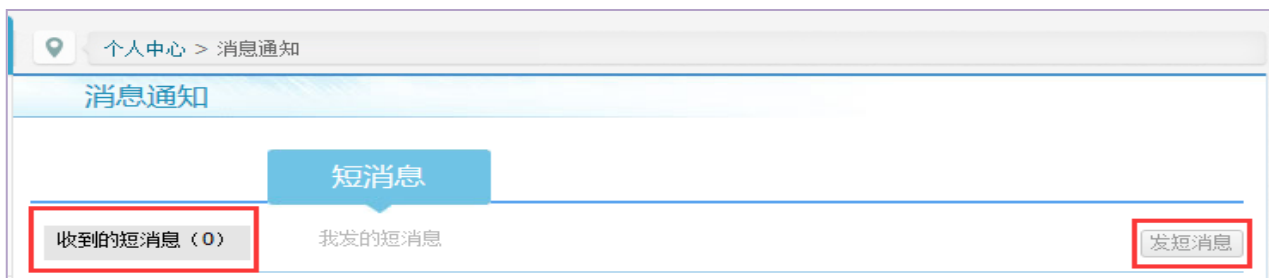 个人中心 > 消息通知
消息通知
短消息
收到的短消息（0） 我发的短消息 发短消息